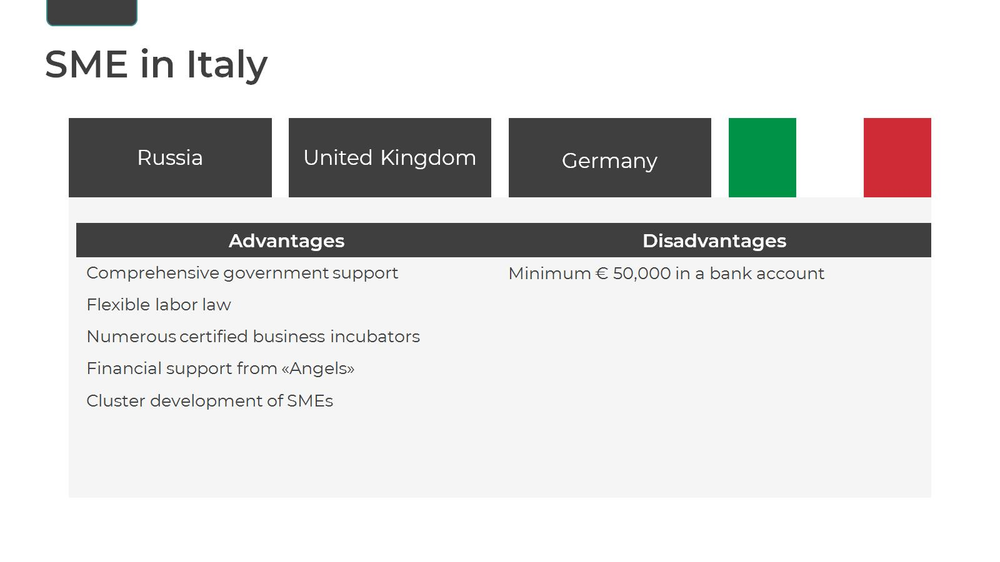 SME in Italy
Russia
United Kingdom
Germany
Advantages
Disadvantages
Comprehensive government support
Minimum € 50,000 in a bank account
Flexible labor law
Numerous certified business incubators
Financial support from «Angels»
Cluster development of SMEs